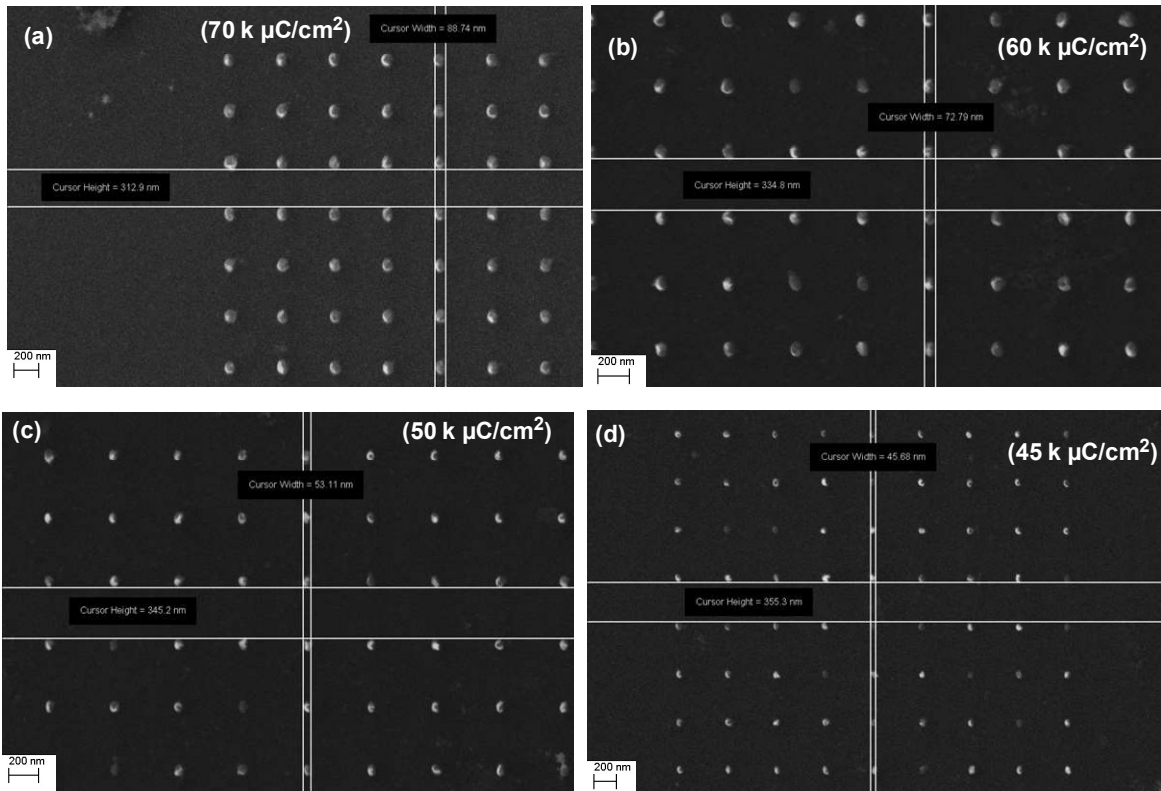 (a)
(70 k µC/cm²)
Cursor Width = 88.74 nm
Cursor Height = 312.9 nm
200 nm
(b)
(60 k µC/cm²)
Cursor Width = 72.79 nm
Cursor Height = 334.8 nm
200 nm
(c)
(50 k µC/cm²)
Cursor Width = 53.11 nm
Cursor Height = 345.2 nm
200 nm
(d)
(45 k µC/cm²)
Cursor Width = 45.68 nm
Cursor Height = 355.3 nm
200 nm